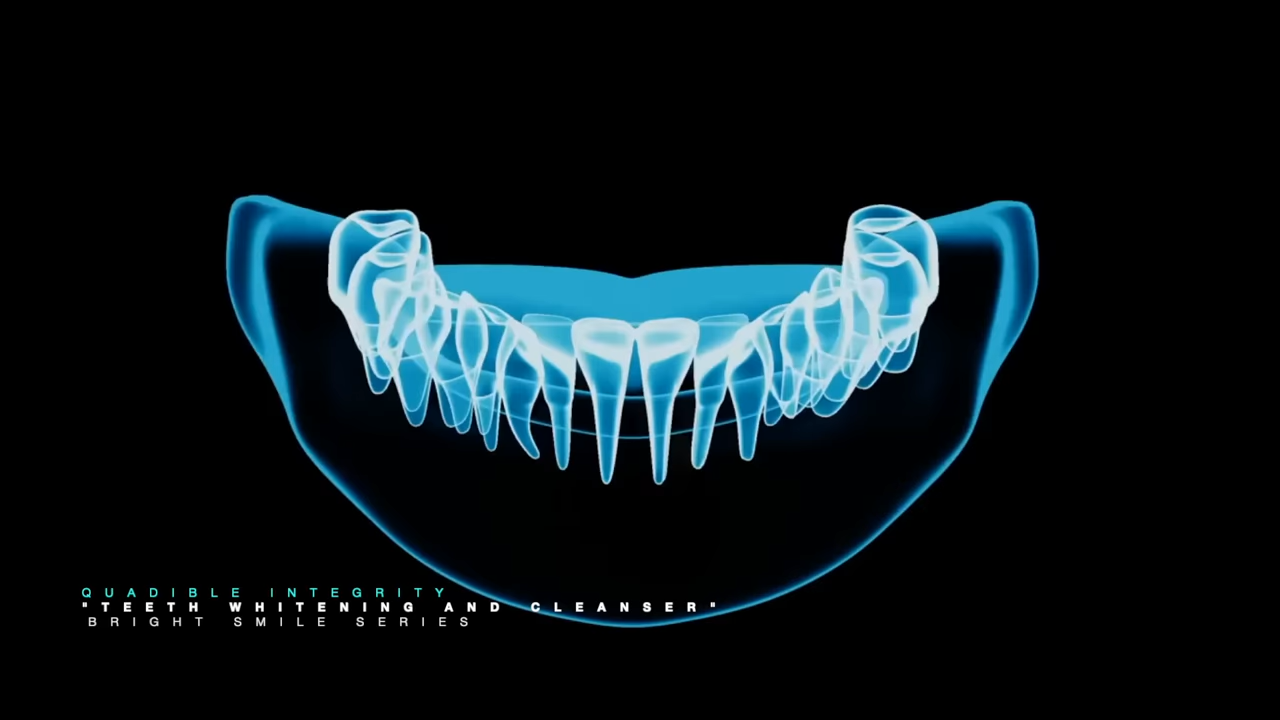 QUADIBLE INTEGRITY
"TEETH WHITENING AND CLEANSER"
BRIGHT SMILE SERIES